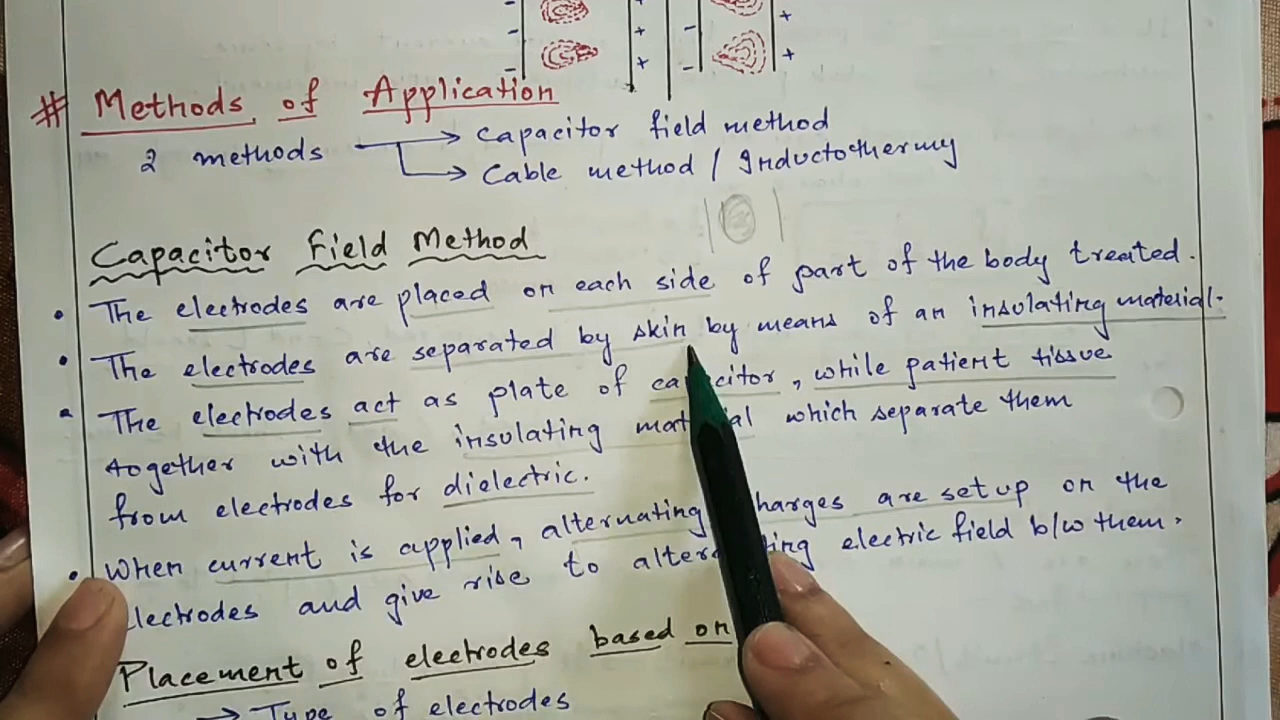 # Methods of Application
2 methods → Capacitor field method
→ Cable method / Inductothermy
Capacitor Field Method
• The electrodes are placed on each side of part of the body treated.
• The electrodes are separated by skin by means of an insulating material.
• The electrodes act as plate of capacitor, while patient tissue
together with the insulating material which separate them
from electrodes for dielectric.
• When current is applied, alternating charges are set up on the
electrodes and give rise to alternating electric field b/w them.
Placement of electrodes based on
→ Type of electrodes